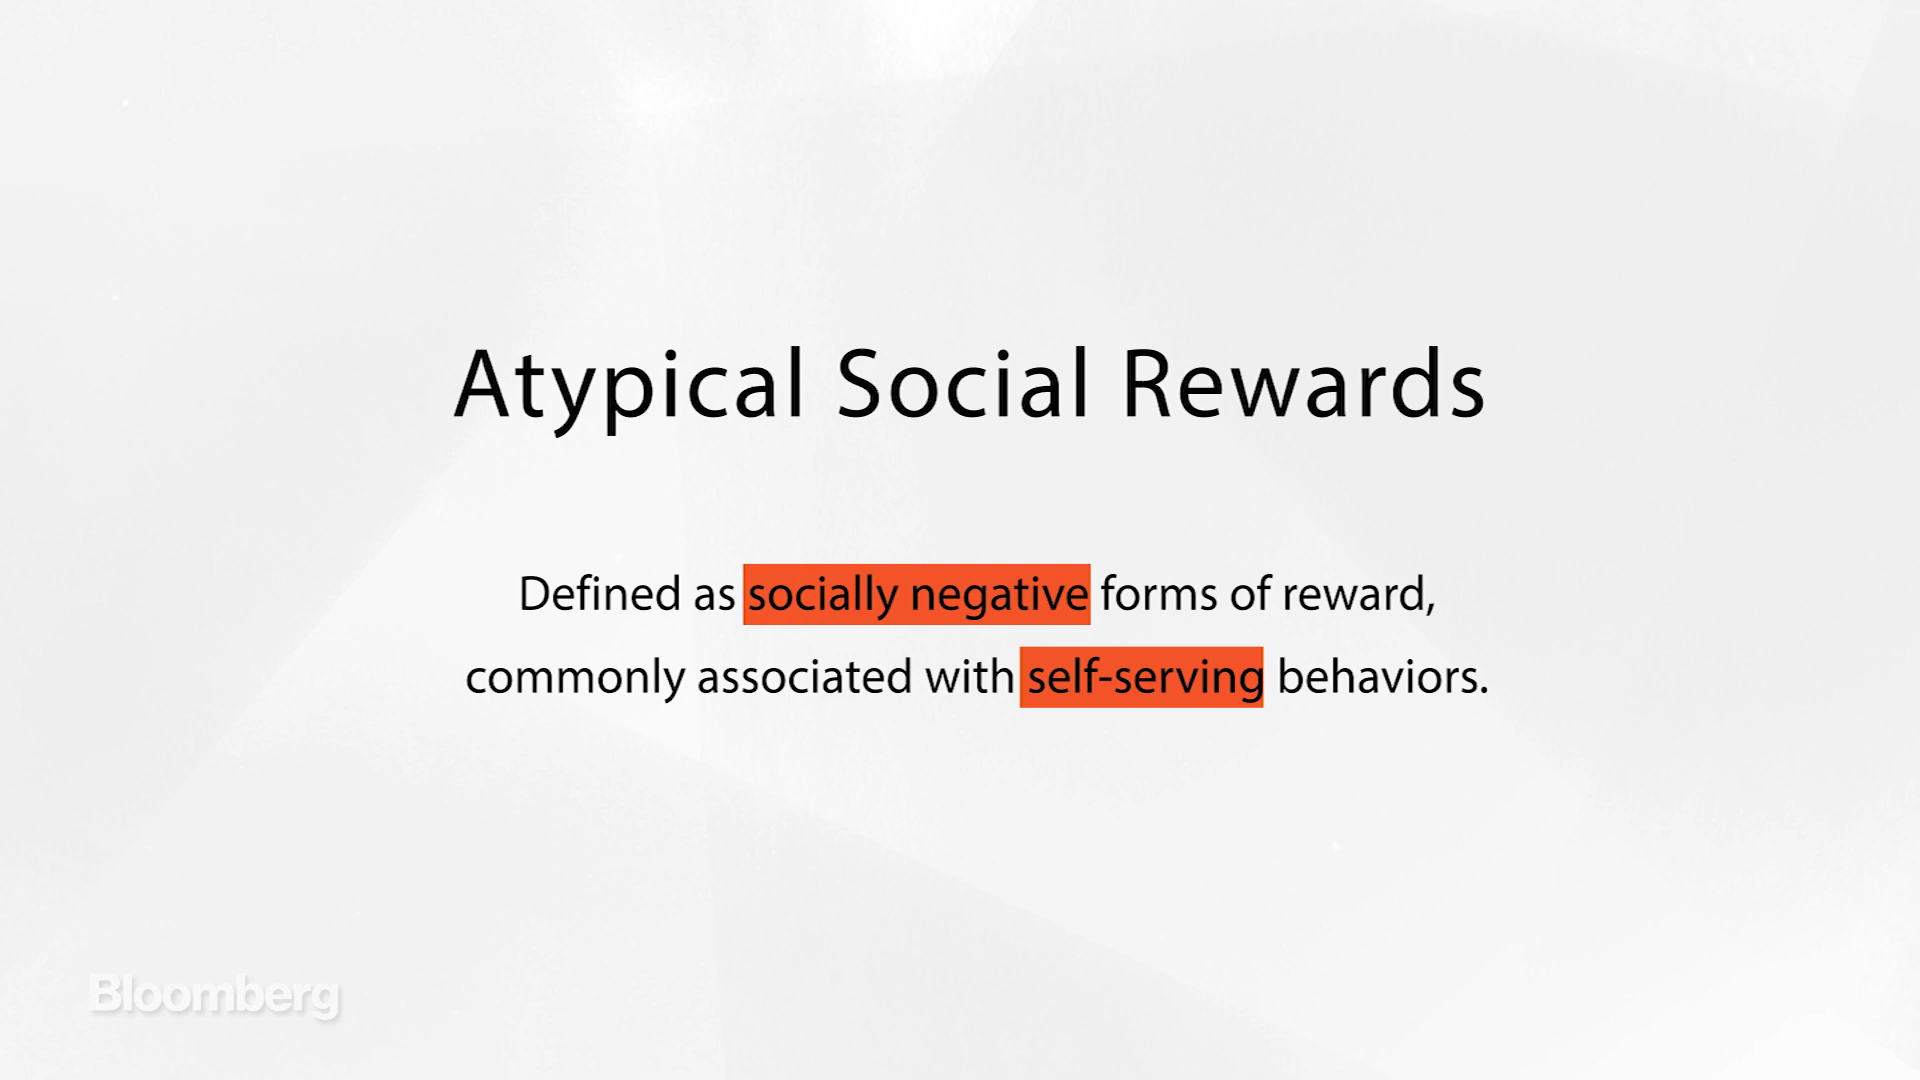 Atypical Social Rewards
Defined as socially negative forms of reward,
commonly associated with self-serving behaviors.
Bloomberg